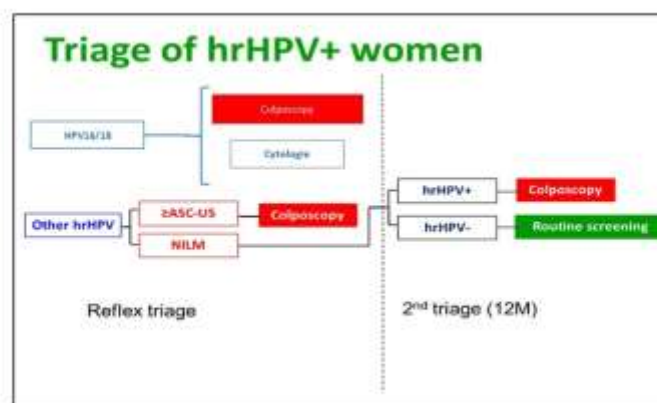 Triage of hrHPV+ women
Colposcopy
HPV16/18
Cytologie
hrHPV+
Colposcopy
≥ASC-US
Colposcopy
Other hrHPV
hrHPV-
Routine screening
NILM
Reflex triage
2nd triage (12M)